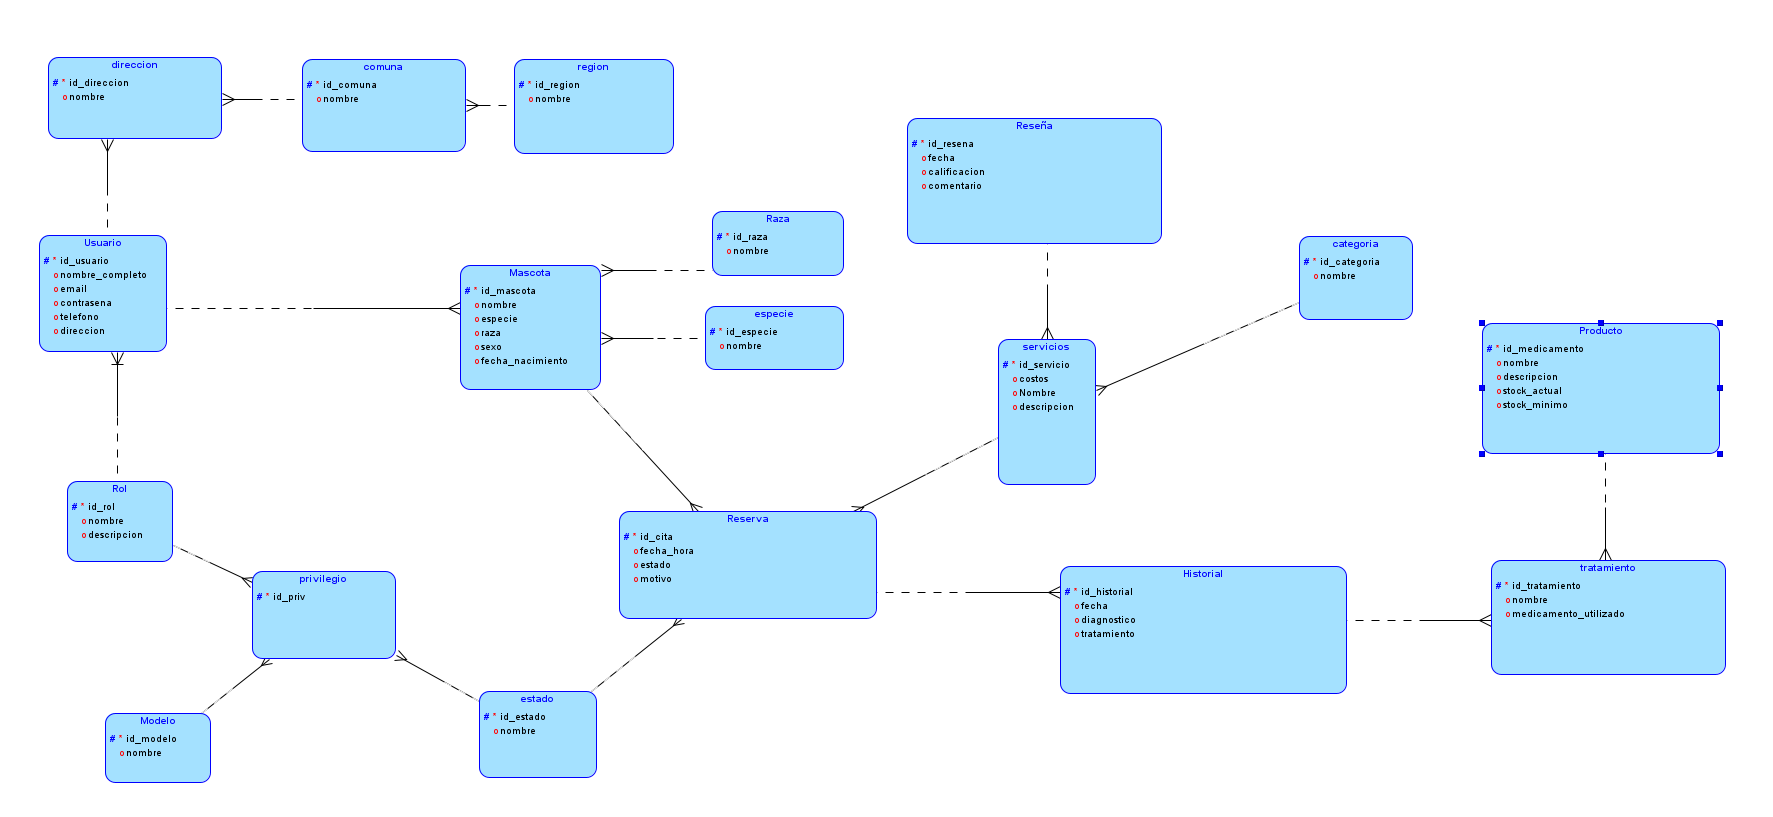 direccion
# * id_direccion
o nombre
comuna
# * id_comuna
o nombre
region
# * id_region
o nombre
Reseña
# * id_resena
o fecha
o calificacion
o comentario
Raza
# * id_raza
o nombre
Usuario
# * id_usuario
o nombre_completo
o email
o contrasena
o telefono
o direccion
Mascota
# * id_mascota
o nombre
o especie
o raza
o sexo
o fecha_nacimiento
especie
# * id_especie
o nombre
categoria
# * id_categoria
o nombre
servicios
# * id_servicio
o costos
o Nombre
o descripcion
Producto
# * id_medicamento
o nombre
o descripcion
o stock_actual
o stock_minimo
Rol
# * id_rol
o nombre
o descripcion
Reserva
# * id_cita
o fecha_hora
o estado
o motivo
privilegio
# * id_priv
Historial
# * id_historial
o fecha
o diagnostico
o tratamiento
tratamiento
# * id_tratamiento
o nombre
o medicamento_utilizado
Modelo
# * id_modelo
o nombre
estado
# * id_estado
o nombre